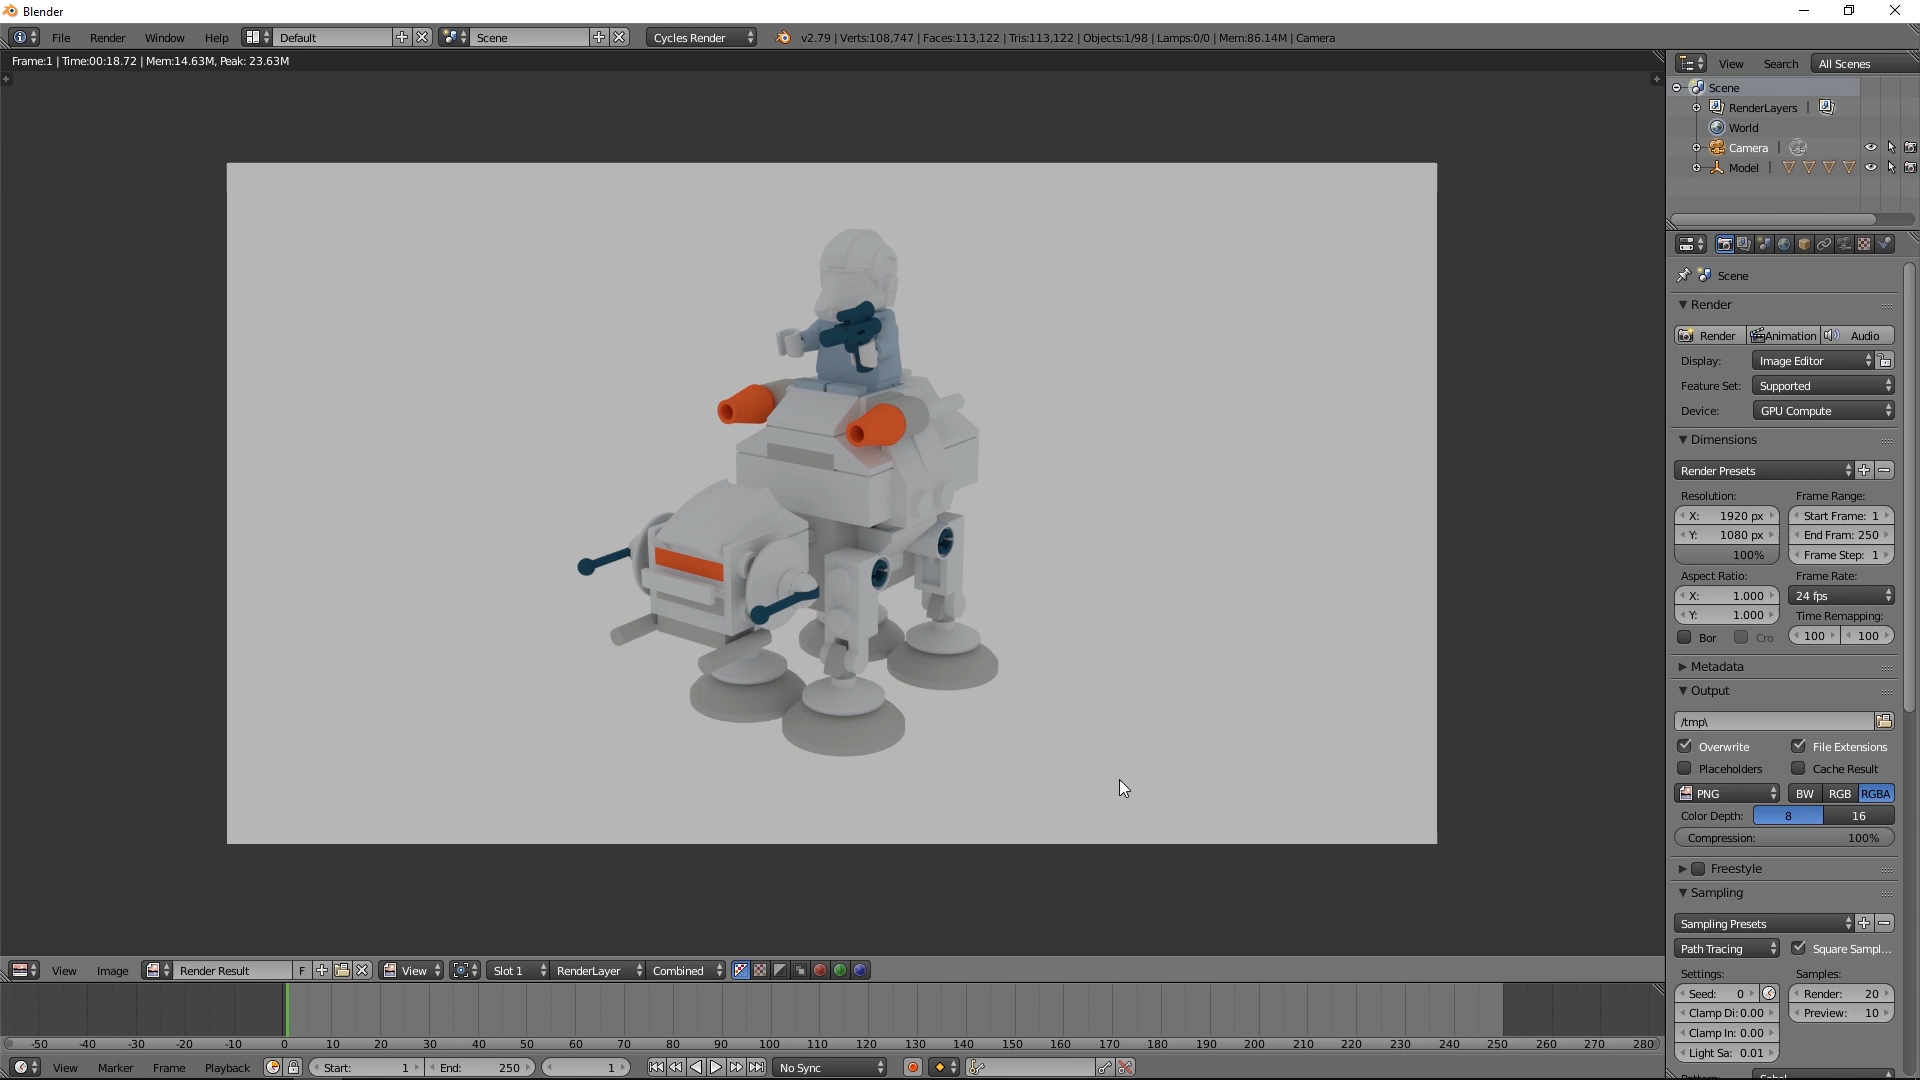 Blender
File Render Window Help Default Scene Cycles Render v2.79 | Verts:108,747 | Faces:113,122 | Tris:113,122 | Objects:1/98 | Lamps:0/0 | Mem:86.14M | Camera
Frame:1 | Time:00:18.72 | Mem:14.63M, Peak: 23.63M
View Search All Scenes
Scene
RenderLayers
World
Camera
Model
Scene
Render
Render Animation Audio
Display: Image Editor
Feature Set: Supported
Device: GPU Compute
Dimensions
Render Presets
Resolution: Frame Range:
X: 1920 px Start Frame: 1
Y: 1080 px End Fram: 250
100% Frame Step: 1
Aspect Ratio: Frame Rate:
X: 1.000 24 fps
Y: 1.000 Time Remapping:
Bor Cro 100 100
Metadata
Output
/tmp\
Overwrite File Extensions
Placeholders Cache Result
PNG BW RGB RGBA
Color Depth: 8 16
Compression: 100%
Freestyle
Sampling
Sampling Presets
Path Tracing Square Sampl...
Settings: Samples:
Seed: 0 Render: 20
Clamp Di: 0.00 Preview: 10
Clamp In: 0.00
Light Sa: 0.01
View Image Render Result F View Slot 1 RenderLayer Combined
-50 -40 -30 -20 -10 0 10 20 30 40 50 60 70 80 90 100 110 120 130 140 150 160 170 180 190 200 210 220 230 240 250 260 270 280
View Marker Frame Playback Start: 1 End: 250 1 No Sync